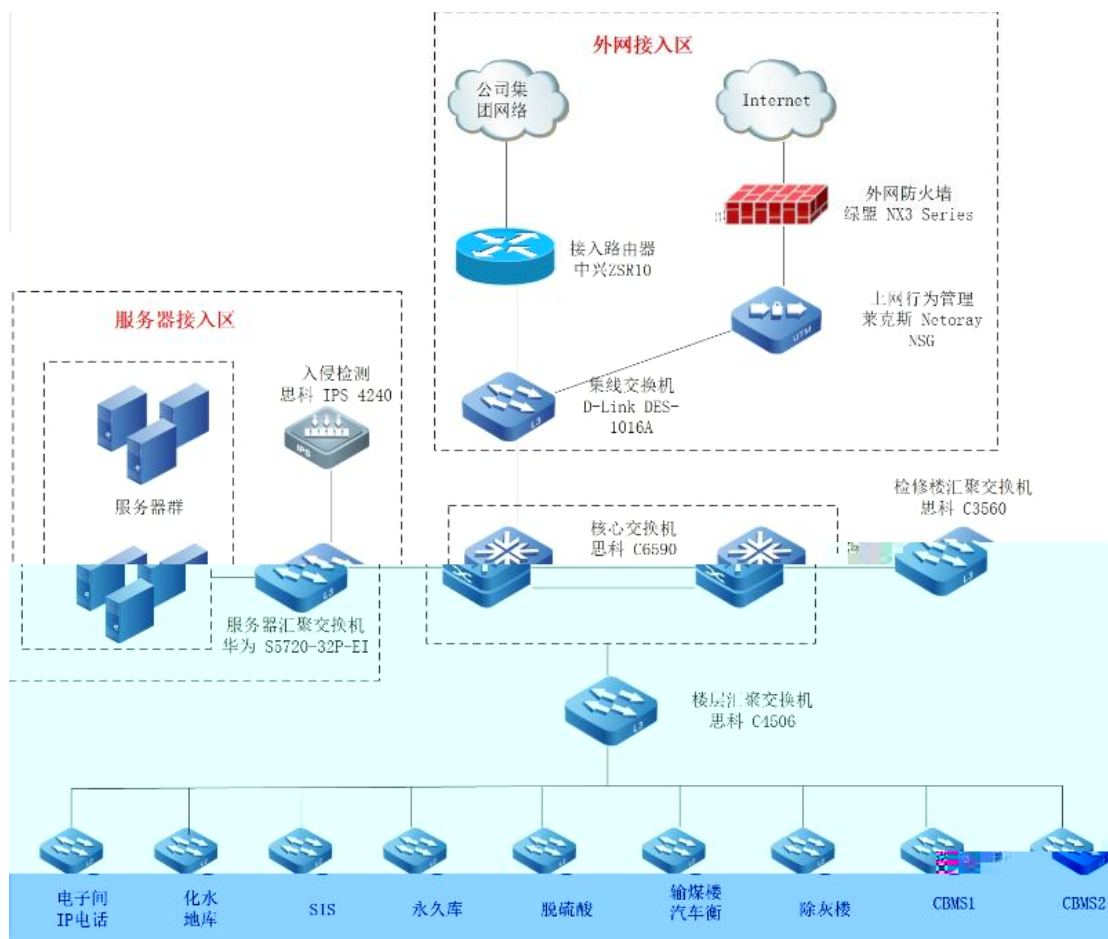 外网接入区
公司集
团网络
Internet
外网防火墙
绿盟 NX3 Series
接入路由器
中兴ZSR10
上网行为管理
莱克斯 Netoray
NSG
UTM
集线交换机
D-Link DES-
1016A
L3
服务器接入区
入侵检测
思科 IPS 4240
IPS
服务器群
核心交换机
思科 C6590
检修楼汇聚交换机
思科 C3560
L3
L3
服务器汇聚交换机
华为 S5720-32P-EI
楼层汇聚交换机
思科 C4506
L3
电子间
IP电话
化水
地库
SIS
永久库
脱硫酸
输煤楼
汽车衡
除灰楼
CBMS1
CBMS2